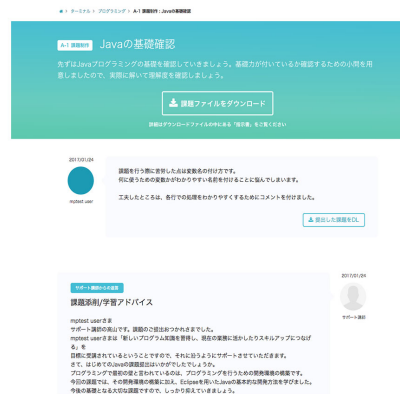 ターミナル > プログラミング > A-1 課題制作：Javaの基礎確認
A-1 課題制作 Javaの基礎確認
先ずはJavaプログラミングの基礎を確認していきましょう。基礎力が付いているか確認するための小問を用
意しましたので、実際に解いて理解度を確認しましょう。
課題ファイルをダウンロード
詳細はダウンロードファイルの中にある「指示書」をご覧ください
2017/01/24
mptest user
課題を行う際に苦労した点は変数名の付け方です。
何に使うための変数かがわかりやすい名前を付けることに悩んでしまいます。
工夫したところは、各行での処理をわかりやすくするためにコメントを付けました。
提出した課題をDL
2017/01/24
サポート講師
サポート講師からの返答
課題添削/学習アドバイス
mptest userさま
サポート講師の高山です。課題のご提出おつかれさまでした。
mptest userさまは「新しいプログラム知識を習得し、現在の業務に活かしたりスキルアップにつなげ
る」を
目標に受講されているということですので、それに沿うようにサポートさせていただきます。
さて、はじめてのJavaの課題提出はいかがでしたでしょうか。
プログラミングで最初の壁と言われているのは、プログラミングを行うための開発環境の構築です。
今回の課題では、その開発環境の構築に加え、Eclipseを用いたJavaの基本的な開発方法を学びました。
今後の基礎となる大切な課題ですので、しっかり抑えていきましょう。